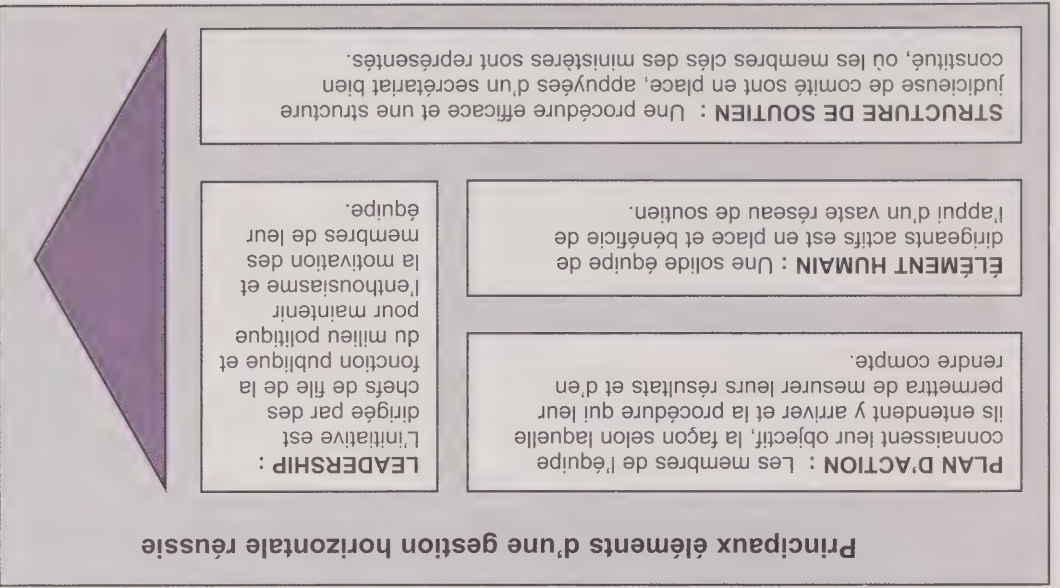 Principaux éléments d'une gestion horizontale réussie
PLAN D'ACTION : Les membres de l'équipe
connaissent leur objectif, la façon selon laquelle
ils entendent y arriver et la procédure qui leur
permettra de mesurer leurs résultats et d'en
rendre compte.
ÉLÉMENT HUMAIN : Une solide équipe de
dirigeants actifs est en place et bénéficie de
l'appui d'un vaste réseau de soutien.
LEADERSHIP :
L'initiative est
dirigée par des
chefs de file de la
fonction publique et
du milieu politique
pour maintenir
l'enthousiasme et
la motivation des
membres de leur
équipe.
STRUCTURE DE SOUTIEN : Une procédure efficace et une structure
judicieuse de comité sont en place, appuyées d'un secrétariat bien
constitué, où les membres clés des ministères sont représentés.